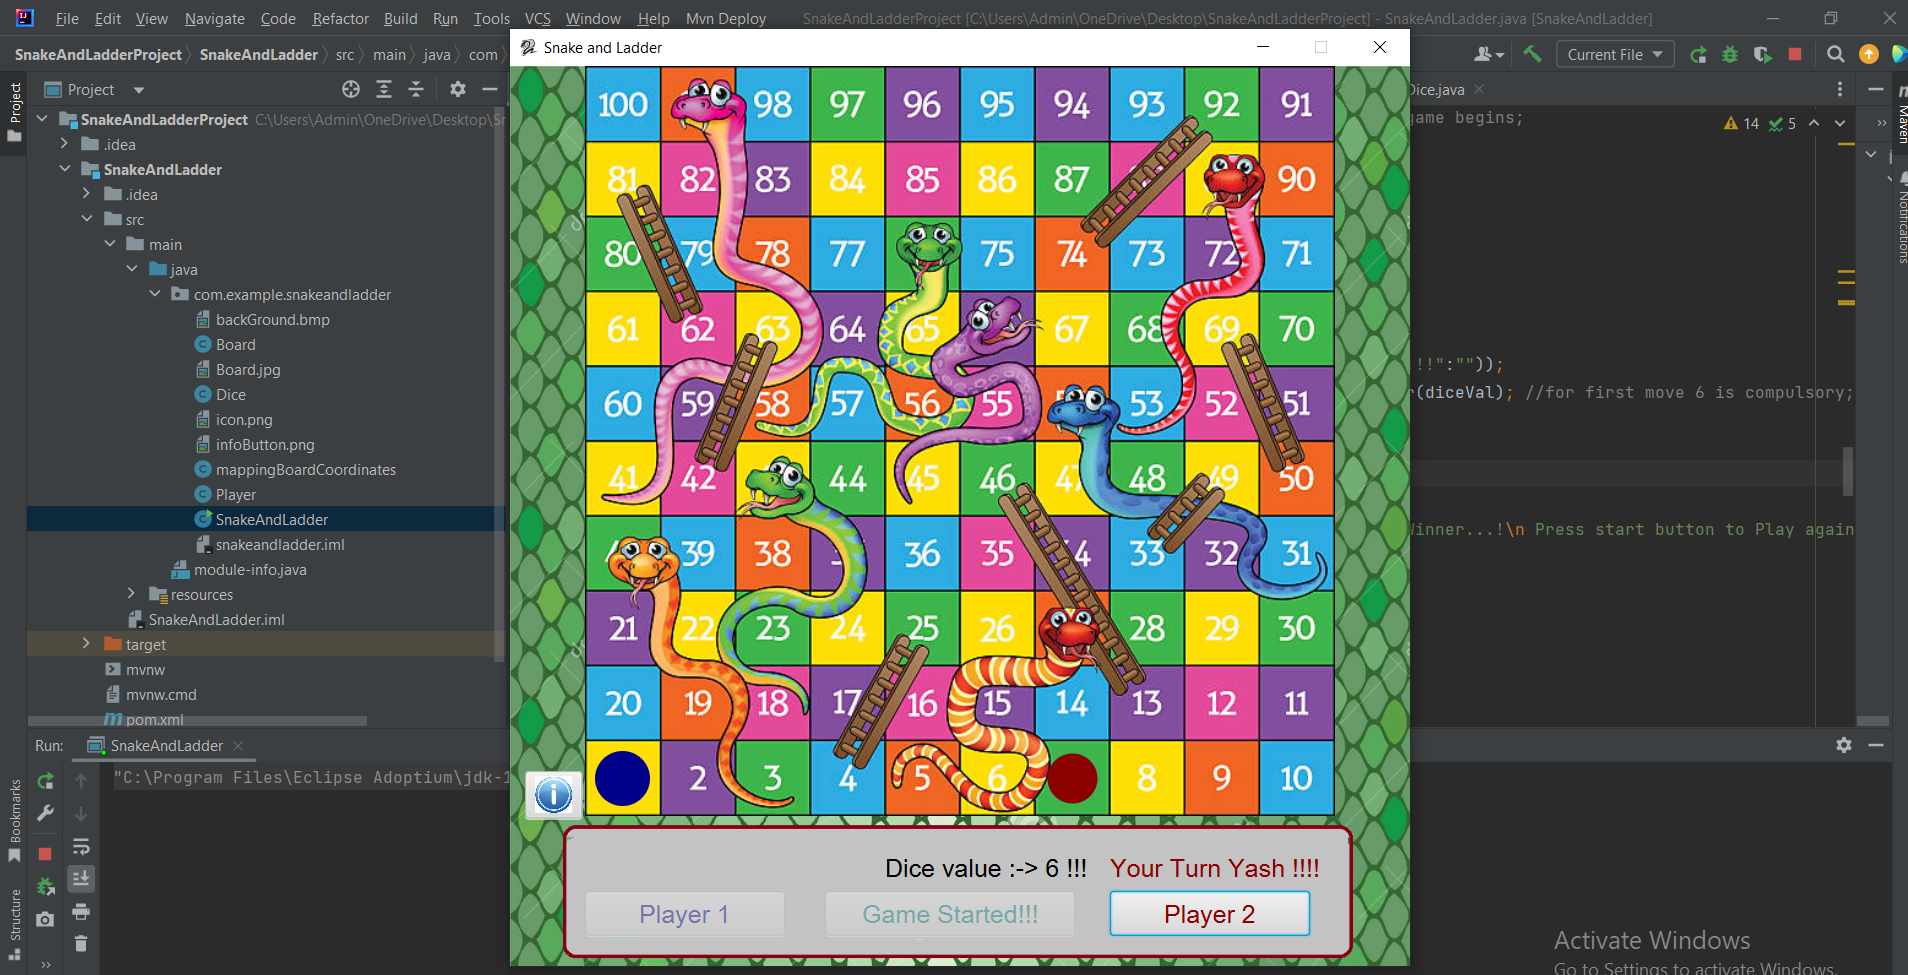 File Edit View Navigate Code Refactor Build Run Tools VCS Window Help Mvn Deploy SnakeAndLadderProject [C:\Users\Admin\OneDrive\Desktop\SnakeAndLadderProject] - SnakeAndLadder.java [SnakeAndLadder]
SnakeAndLadderProject SnakeAndLadder src main java com
Snake and Ladder
Current File
Project
Project
Dice.java
SnakeAndLadderProject C:\Users\Admin\OneDrive\Desktop\Sr
game begins;
14 5
Maven
.idea
SnakeAndLadder
.idea
src
main
java
com.example.snakeandladder
backGround.bmp
Board
Board.jpg
Dice
icon.png
infoButton.png
mappingBoardCoordinates
Player
SnakeAndLadder
snakeandladder.iml
module-info.java
resources
SnakeAndLadder.iml
target
mvnw
mvnw.cmd
pom.xml
Notifications
!!":""));
(diceVal); //for first move 6 is compulsory;
Winner...!\n Press start button to Play again
100 98 97 96 95 94 93 92 91
81 82 83 84 85 86 87 90
80 79 78 77 75 74 73 72 71
61 62 63 64 65 67 68 69 70
60 59 58 57 56 55 53 52 51
41 42 44 45 46 47 48 49 50
39 38 36 35 34 33 32 31
21 22 23 24 25 26 28 29 30
20 19 18 17 16 15 14 13 12 11
2 3 4 5 6 8 9 10
Dice value :-> 6 !!! Your Turn Yash !!!!
Player 1 Game Started!!! Player 2
Run: SnakeAndLadder
"C:\Program Files\Eclipse Adoptium\jdk-1
Bookmarks
Structure
Activate Windows
Go to Settings to activate Windows.